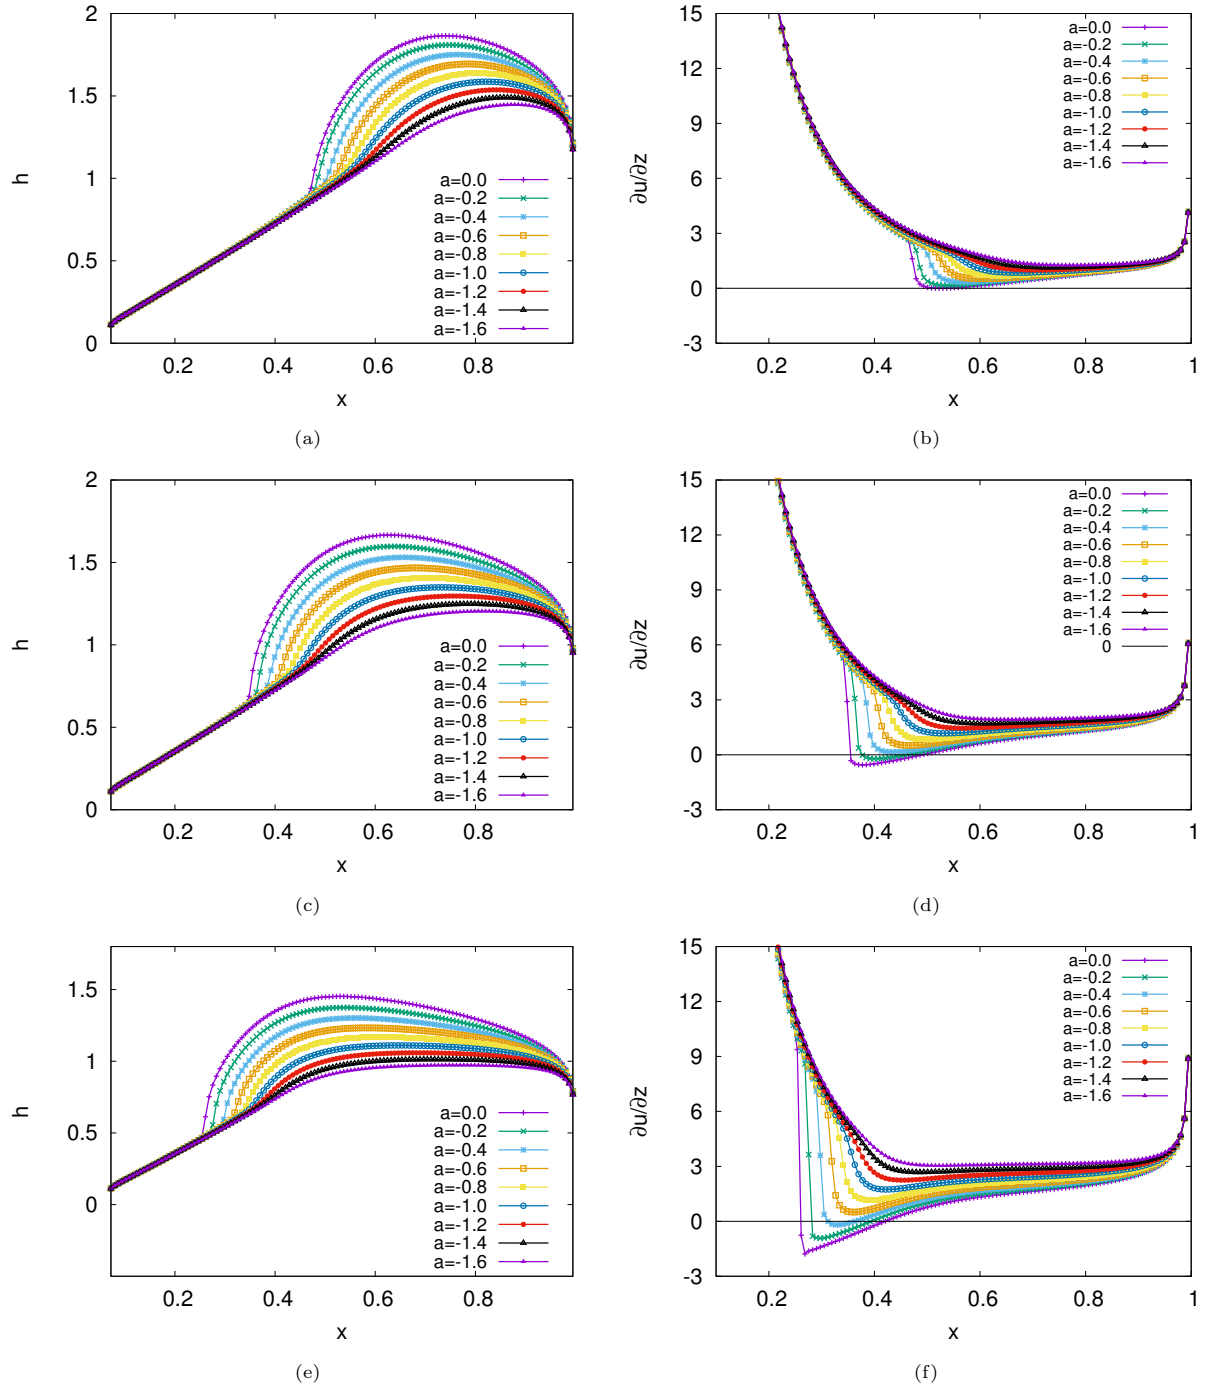 2
1.5
1
0.5
0
0.2
0.4
0.6
0.8
h
x
a=0.0
a=-0.2
a=-0.4
a=-0.6
a=-0.8
a=-1.0
a=-1.2
a=-1.4
a=-1.6
(a)
15
12
9
6
3
0
-3
0.2
0.4
0.6
0.8
1
∂u/∂z
x
a=0.0
a=-0.2
a=-0.4
a=-0.6
a=-0.8
a=-1.0
a=-1.2
a=-1.4
a=-1.6
(b)
2
1.5
1
0.5
0
0.2
0.4
0.6
0.8
h
x
a=0.0
a=-0.2
a=-0.4
a=-0.6
a=-0.8
a=-1.0
a=-1.2
a=-1.4
a=-1.6
(c)
15
12
9
6
3
0
-3
0.2
0.4
0.6
0.8
1
∂u/∂z
x
a=0.0
a=-0.2
a=-0.4
a=-0.6
a=-0.8
a=-1.0
a=-1.2
a=-1.4
a=-1.6
0
(d)
1.5
1
0.5
0
0.2
0.4
0.6
0.8
h
x
a=0.0
a=-0.2
a=-0.4
a=-0.6
a=-0.8
a=-1.0
a=-1.2
a=-1.4
a=-1.6
(e)
15
12
9
6
3
0
-3
0.2
0.4
0.6
0.8
1
∂u/∂z
x
a=0.0
a=-0.2
a=-0.4
a=-0.6
a=-0.8
a=-1.0
a=-1.2
a=-1.4
a=-1.6
(f)